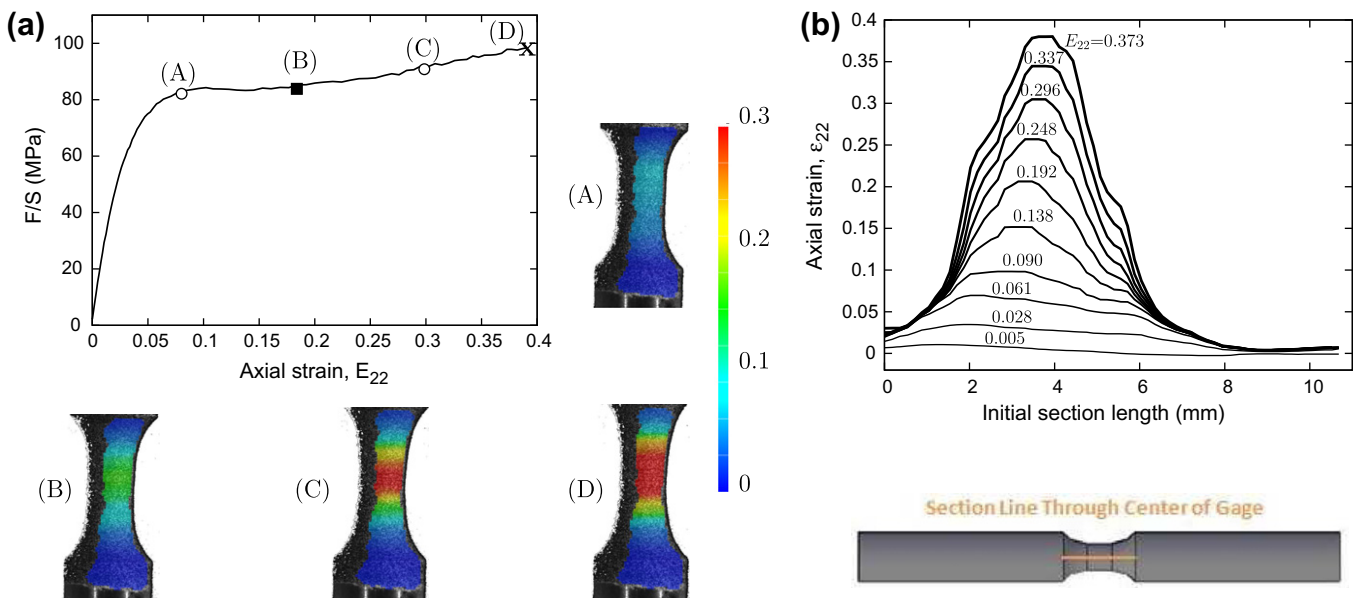 (a)
100
80
60
40
20
0
F/S (MPa)
(A)
(B)
(C)
(D)
X
0 0.05 0.1 0.15 0.2 0.25 0.3 0.35 0.4
Axial strain, E22
(A)
0.3
0.2
0.1
0
(B)
(C)
(D)
(b)
0.4
0.35
0.3
0.25
0.2
0.15
0.1
0.05
0
Axial strain, ε22
E22=0.373
0.337
0.296
0.248
0.192
0.138
0.090
0.061
0.028
0.005
0 2 4 6 8 10
Initial section length (mm)
Section Line Through Center of Gage